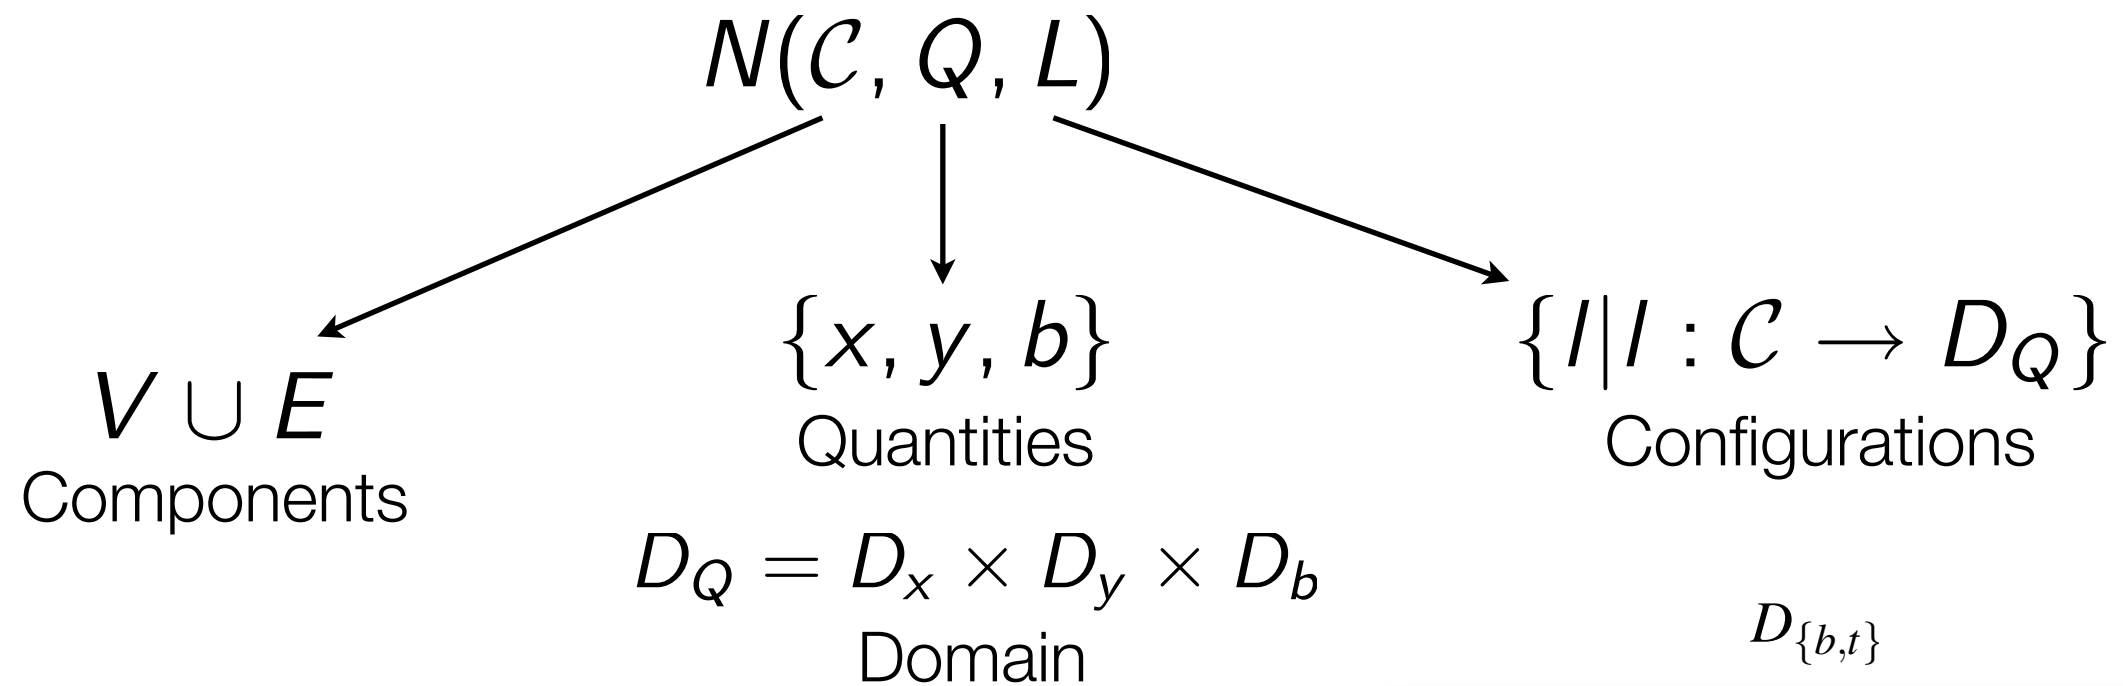 N(𝒞, Q, L)
V ∪ E
Components
{x, y, b}
Quantities
{l|l : 𝒞 → D_Q}
Configurations
D_Q = D_x × D_y × D_b
Domain
D_{b,t}